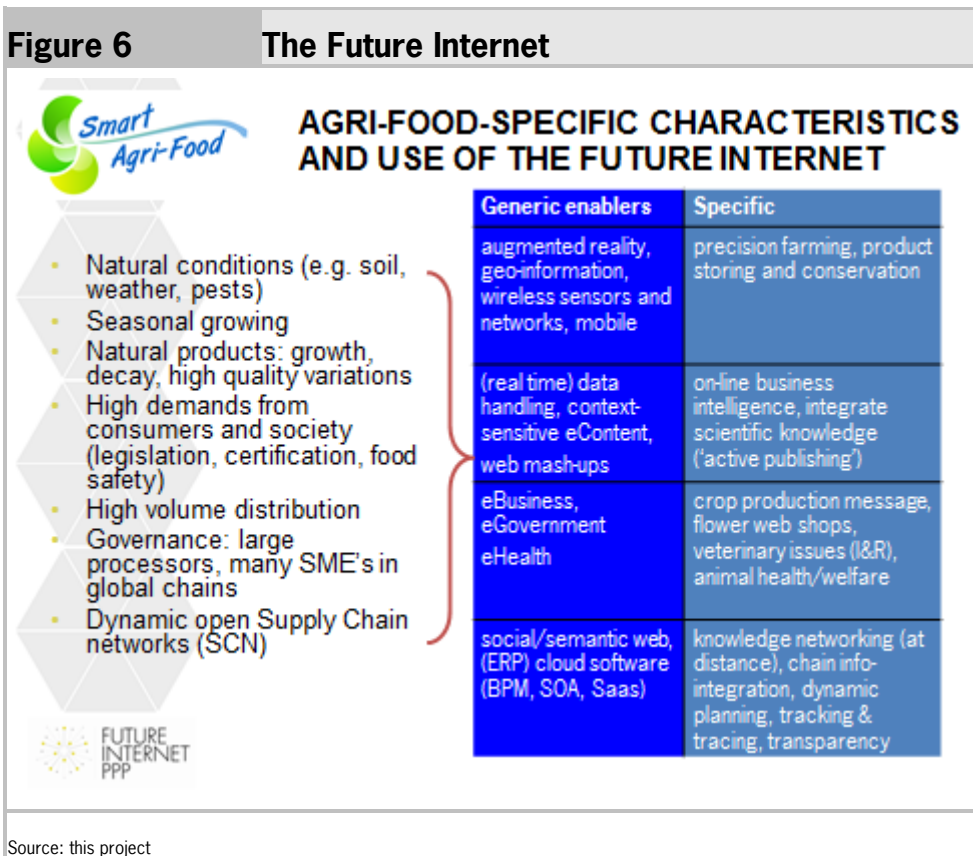 Figure 6 The Future Internet
Smart
Agri-Food
AGRI-FOOD-SPECIFIC CHARACTERISTICS
AND USE OF THE FUTURE INTERNET
• Natural conditions (e.g. soil,
weather, pests)
• Seasonal growing
• Natural products: growth,
decay, high quality variations
• High demands from
consumers and society
(legislation, certification, food
safety)
• High volume distribution
• Governance: large
processors, many SME's in
global chains
• Dynamic open Supply Chain
networks (SCN)
Generic enablers
Specific
augmented reality,
geo-information,
wireless sensors and
networks, mobile
precision farming, product
storing and conservation
(real time) data
handling, context-
sensitive eContent,
web mash-ups
on-line business
intelligence, integrate
scientific knowledge
('active publishing')
eBusiness,
eGovernment
eHealth
crop production message,
flower web shops,
veterinary issues (I&R),
animal health/welfare
social/semantic web,
(ERP) cloud software
(BPM, SOA, Saas)
knowledge networking (at
distance), chain info-
integration, dynamic
planning, tracking &
tracing, transparency
FUTURE
INTERNET
PPP
Source: this project